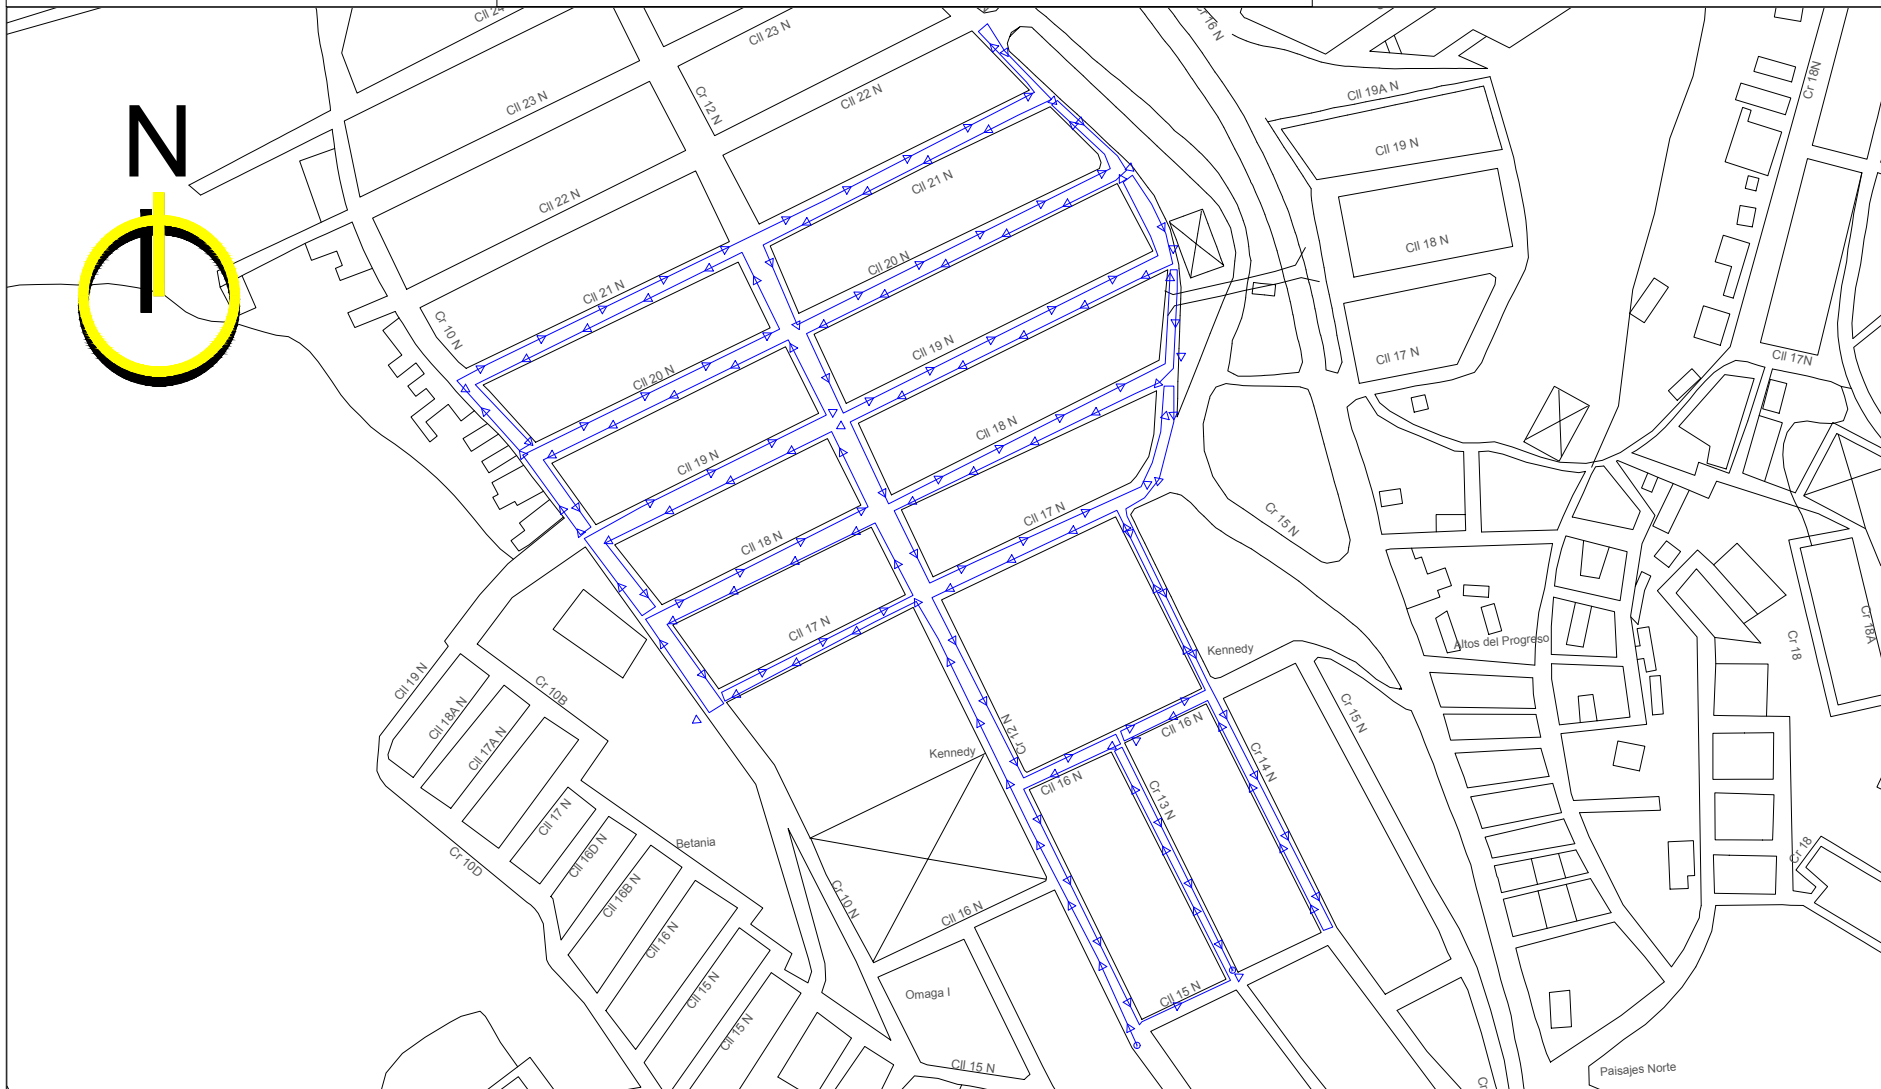 Cll 24
Cll 23 N
Cr 16 N
Cll 23 N
Cr 12 N
Cll 22 N
Cll 19A N
Cr 18N
N
Cll 19 N
Cll 22 N
Cll 21 N
Cll 18 N
Cll 20 N
Cll 21 N
Cr 10 N
Cll 19 N
Cll 17 N
Cll 17N
Cll 20 N
Cll 18 N
Cll 19 N
Cll 17 N
Cr 15 N
Cll 18 N
Cll 17 N
Cr 18A
Altos del Progreso
Cr 18
Kennedy
Cll 19 N
Cr 10B
Cll 18A N
Cr 15 N
Cll 16 N
Cr 12 N
Cll 17A N
Kennedy
Cr 14 N
Cll 16 N
Cr 13 N
Cll 17 N
Betania
Cll 16D N
Cr 18
Cr 10D
Cll 16B N
Cr 10 N
Cll 16 N
Cll 16 N
Omaga I
Cll 15 N
Cll 15 N
Cll 15 N
Cll 15 N
Paisajes Norte
Cr